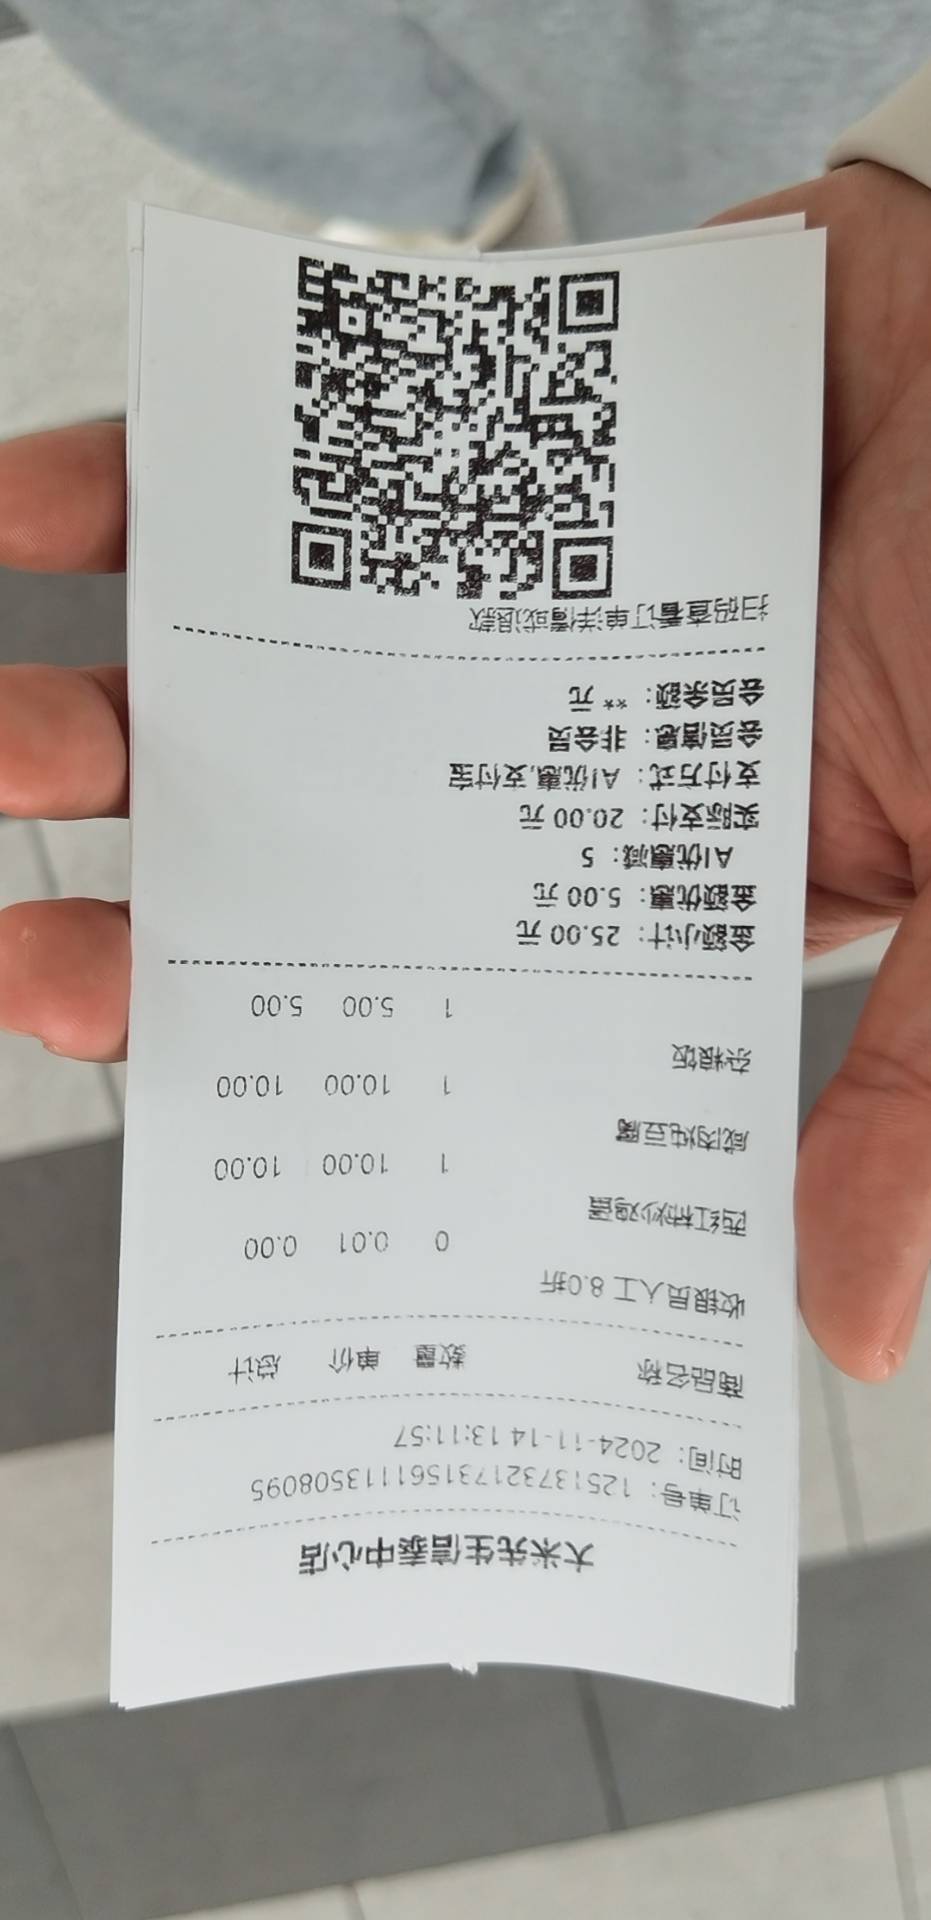 大米先生信泰中心店
订单号：1251373217315611113508095
时间：2024-11-14 13:11:57
商品名称 数量 单价 总计
收银员人工 8.0折
0 0.01 0.00
西红柿炒鸡蛋
1 10.00 10.00
咸肉炖豆腐
1 10.00 10.00
杂粮饭
1 5.00 5.00
金额小计：25.00 元
金额优惠：5.00 元
AI优惠减：5
实际支付：20.00 元
支付方式：AI优惠,支付宝
会员信息：非会员
会员余额：** 元
扫码查看订单详情或退款